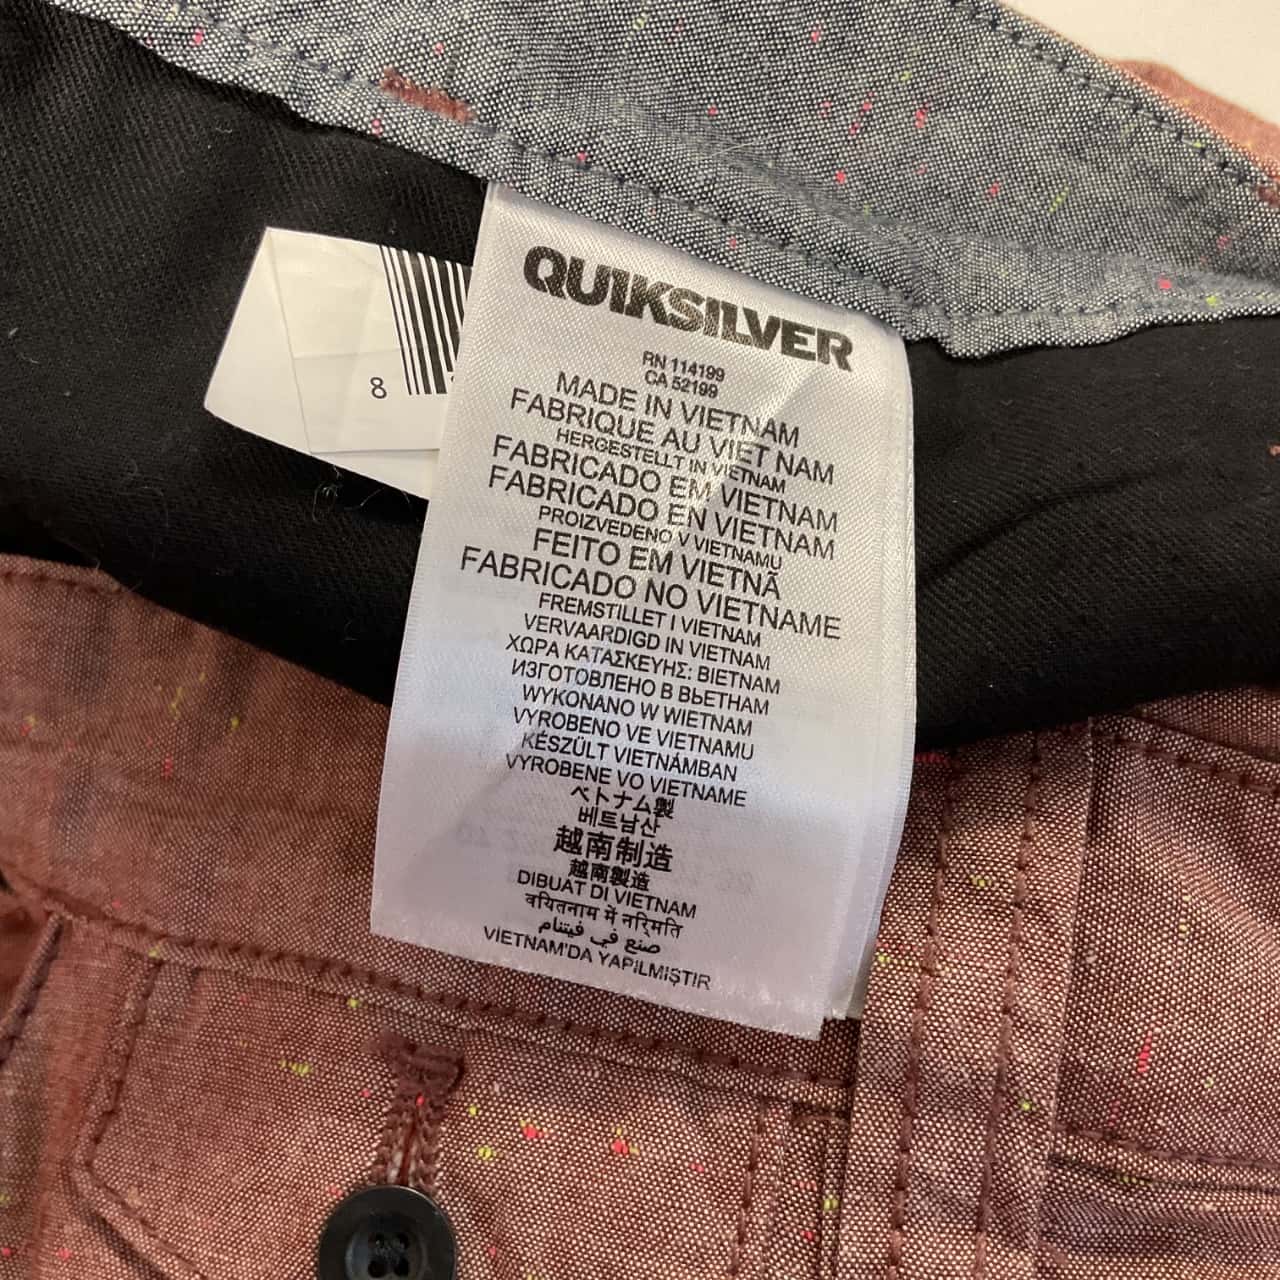 QUIKSILVER
RN 114199
CA 52199
MADE IN VIETNAM
FABRIQUE AU VIET NAM
HERGESTELLT IN VIETNAM
FABRICADO EM VIETNAM
FABRICADO EN VIETNAM
PROIZVEDENO V VIETNAMU
FEITO EM VIETNÃ
FABRICADO NO VIETNAME
FREMSTILLET I VIETNAM
VERVAARDIGD IN VIETNAM
ΧΩΡΑ ΚΑΤΑΣΚΕΥΗΣ: ΒΙΕΤΝΑΜ
ИЗГОТОВЛЕНО В ВЬЕТНАМ
WYKONANO W WIETNAM
VYROBENO VE VIETNAMU
KÉSZÜLT VIETNÁMBAN
VYROBENE VO VIETNAME
ベトナム製
베트남산
越南制造
越南製造
DIBUAT DI VIETNAM
वियतनाम में निर्मित
صنع في فيتنام
VIETNAM'DA YAPILMIŞTIR
8